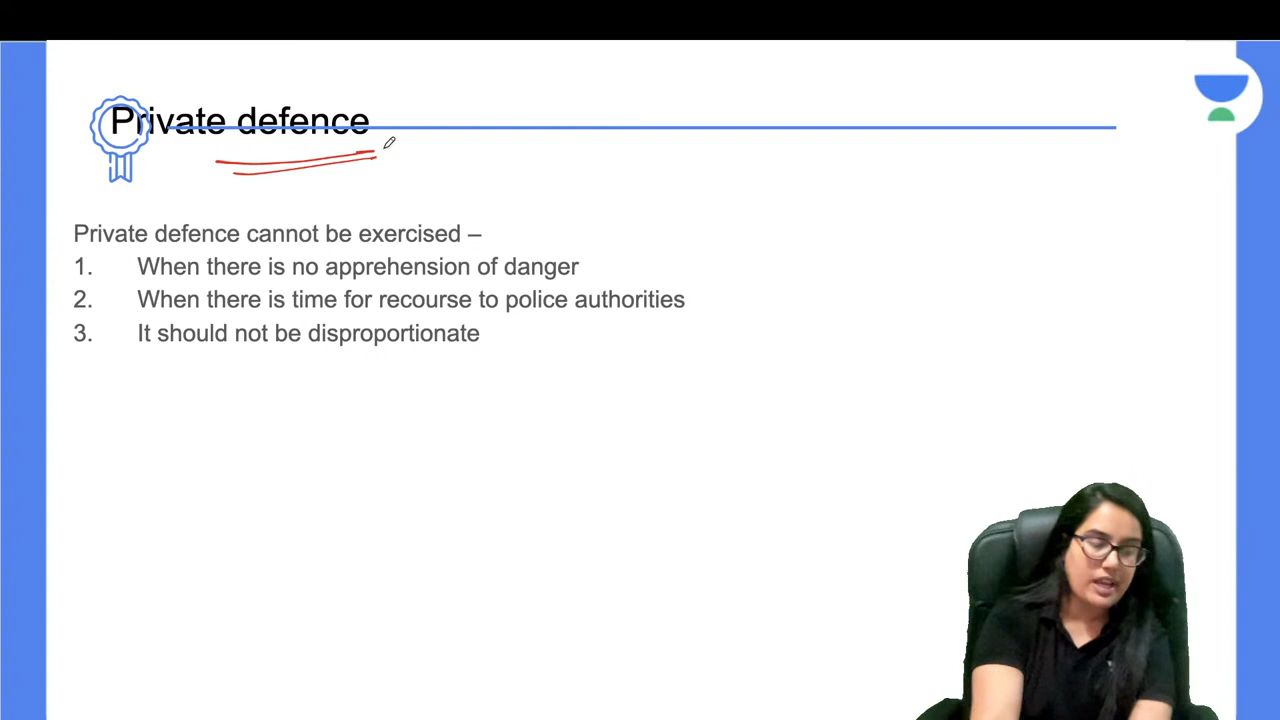 Private defence
Private defence cannot be exercised –
1. When there is no apprehension of danger
2. When there is time for recourse to police authorities
3. It should not be disproportionate